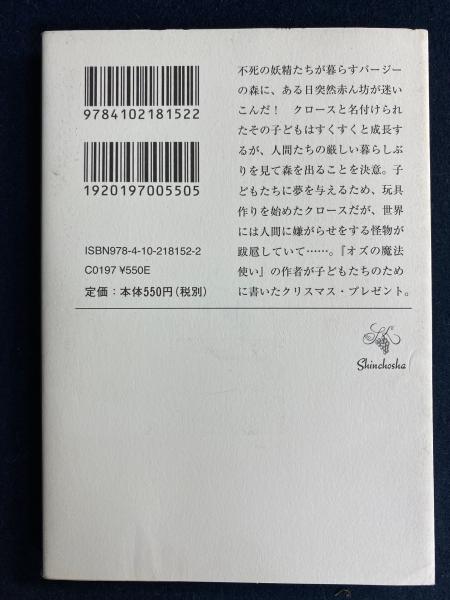 9784102181522
1920197005505
ISBN978-4-10-218152-2
C0197 ¥550E
定価:本体550円(税別)
不死の妖精たちが暮らすバージー
の森に、ある日突然赤ん坊が迷い
こんだ! クロースと名付けられ
たその子どもはすくすくと成長す
るが、人間たちの厳しい暮らしぶ
りを見て森を出ることを決意。子
どもたちに夢を与えるため、玩具
作りを始めたクロースだが、世界
には人間に嫌がらせをする怪物が
跋扈していて……。『オズの魔法
使い』の作者が子どもたちのため
に書いたクリスマス・プレゼント。
Shinchosha